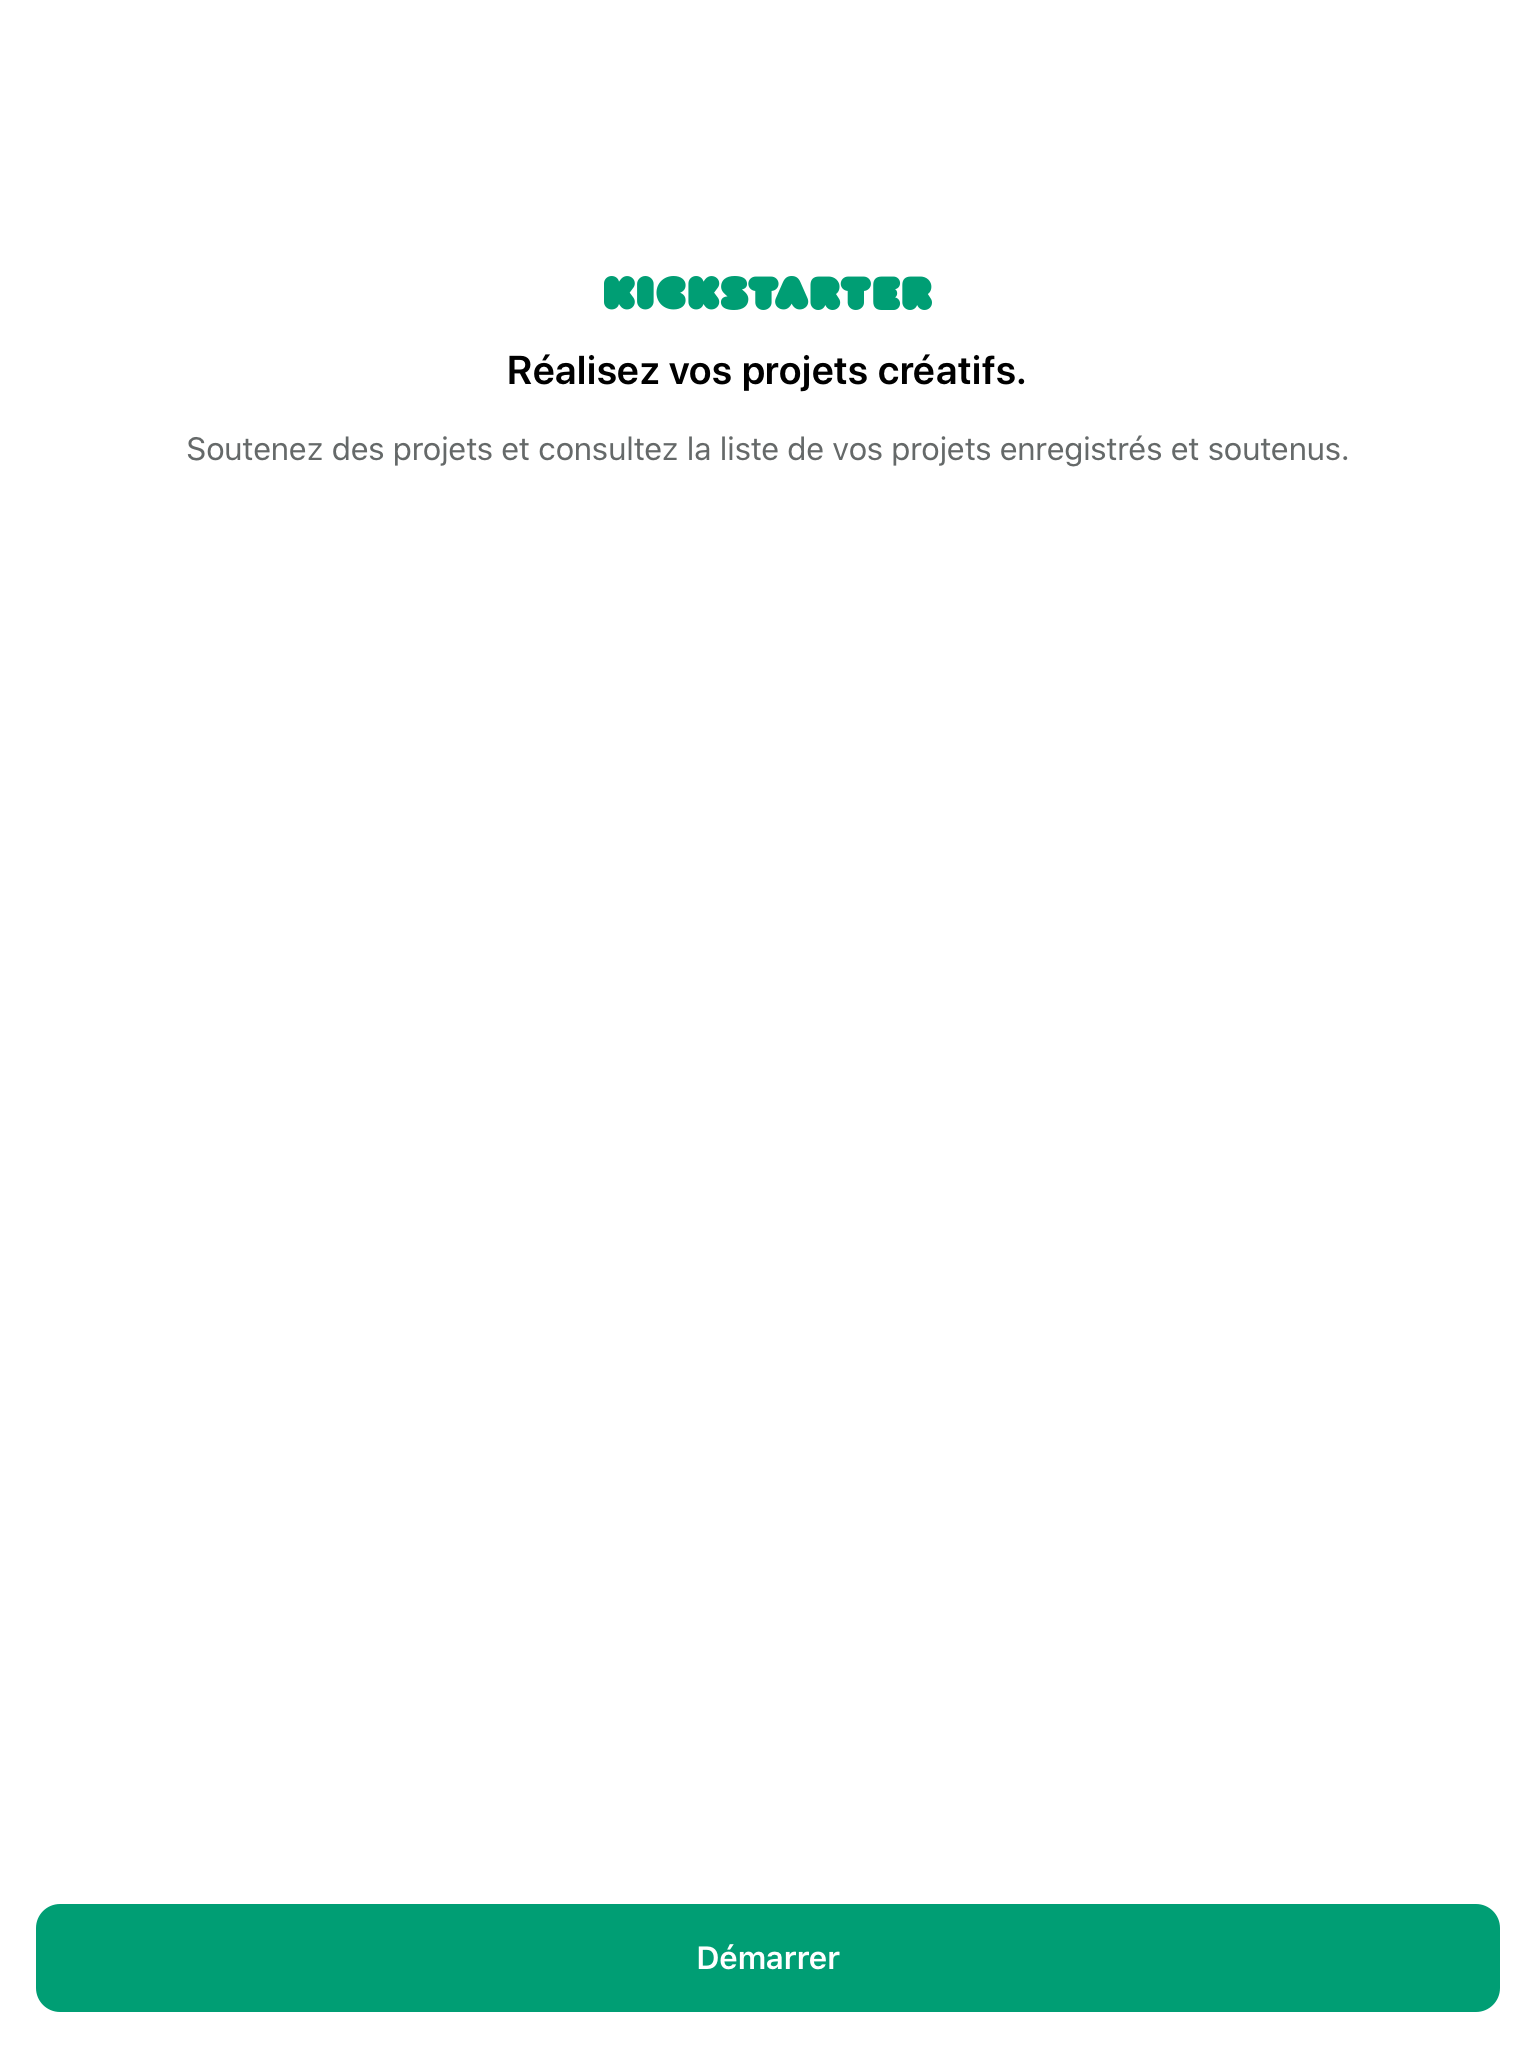 KICKSTARTER
Réalisez vos projets créatifs.
Soutenez des projets et consultez la liste de vos projets enregistrés et soutenus.
Démarrer